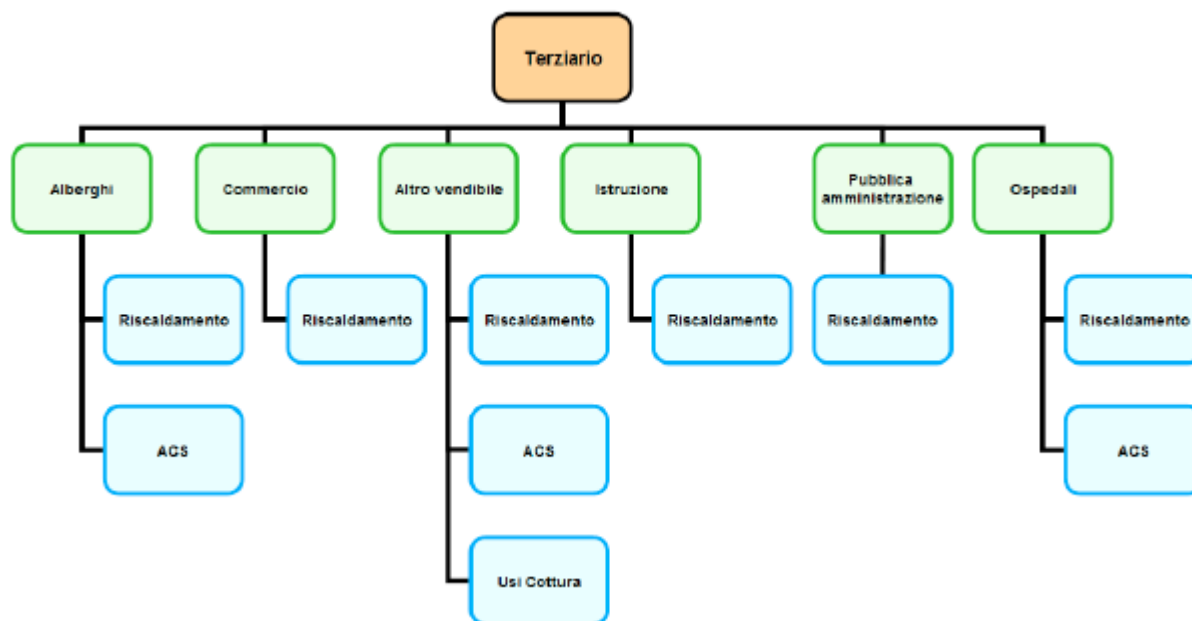 Terziario
Alberghi
Commercio
Altro vendibile
Istruzione
Pubblica
amministrazione
Ospedali
Riscaldamento
Riscaldamento
Riscaldamento
Riscaldamento
Riscaldamento
Riscaldamento
ACS
ACS
ACS
Usi Cottura